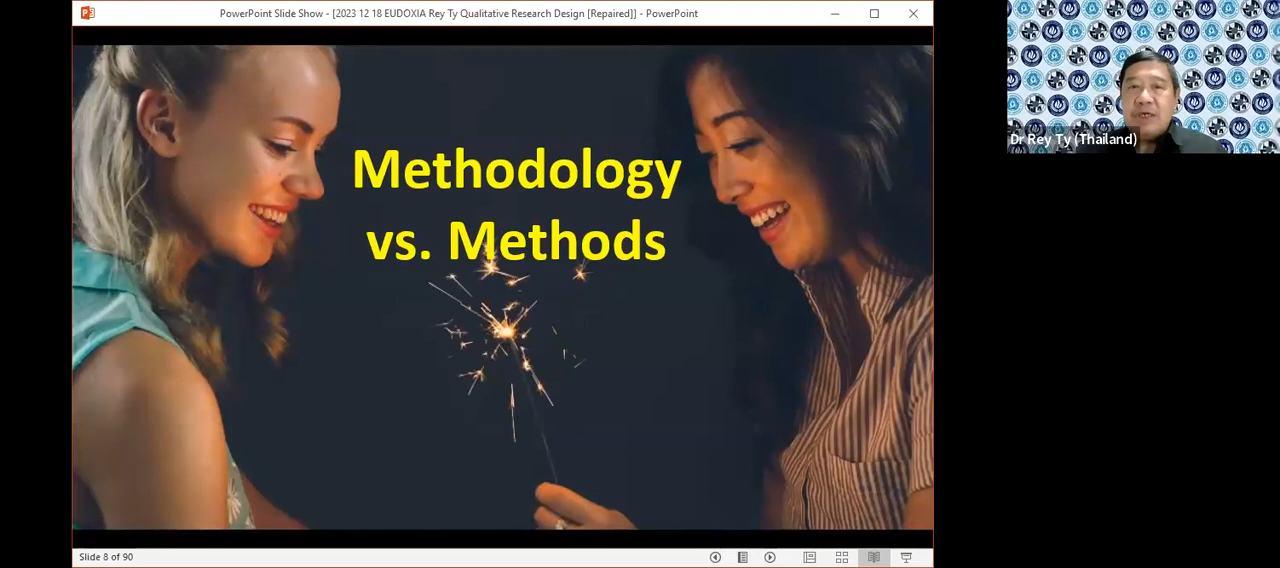 PowerPoint Slide Show - [2023 12 18 EUDOXIA Rey Ty Qualitative Research Design [Repaired]] - PowerPoint
Methodology
vs. Methods
Dr Rey Ty (Thailand)
Slide 8 of 90